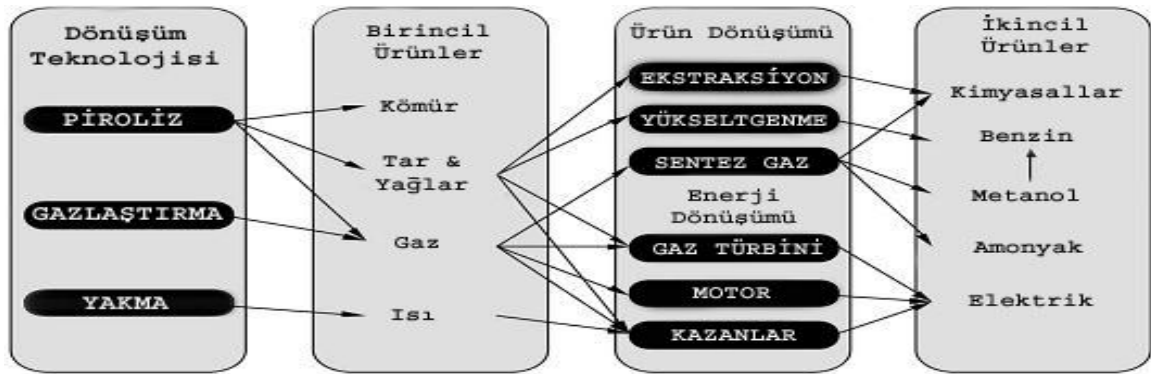 Dönüşüm
Teknolojisi
PİROLİZ
GAZLAŞTIRMA
YAKMA
Birincil
Ürünler
Kömür
Tar &
Yağlar
Gaz
Isı
Ürün Dönüşümü
EKSTRAKSİYON
YÜKSELTGENME
SENTEZ GAZ
Enerji
Dönüşümü
GAZ TÜRBİNİ
MOTOR
KAZANLAR
İkincil
Ürünler
Kimyasallar
Benzin
Metanol
Amonyak
Elektrik